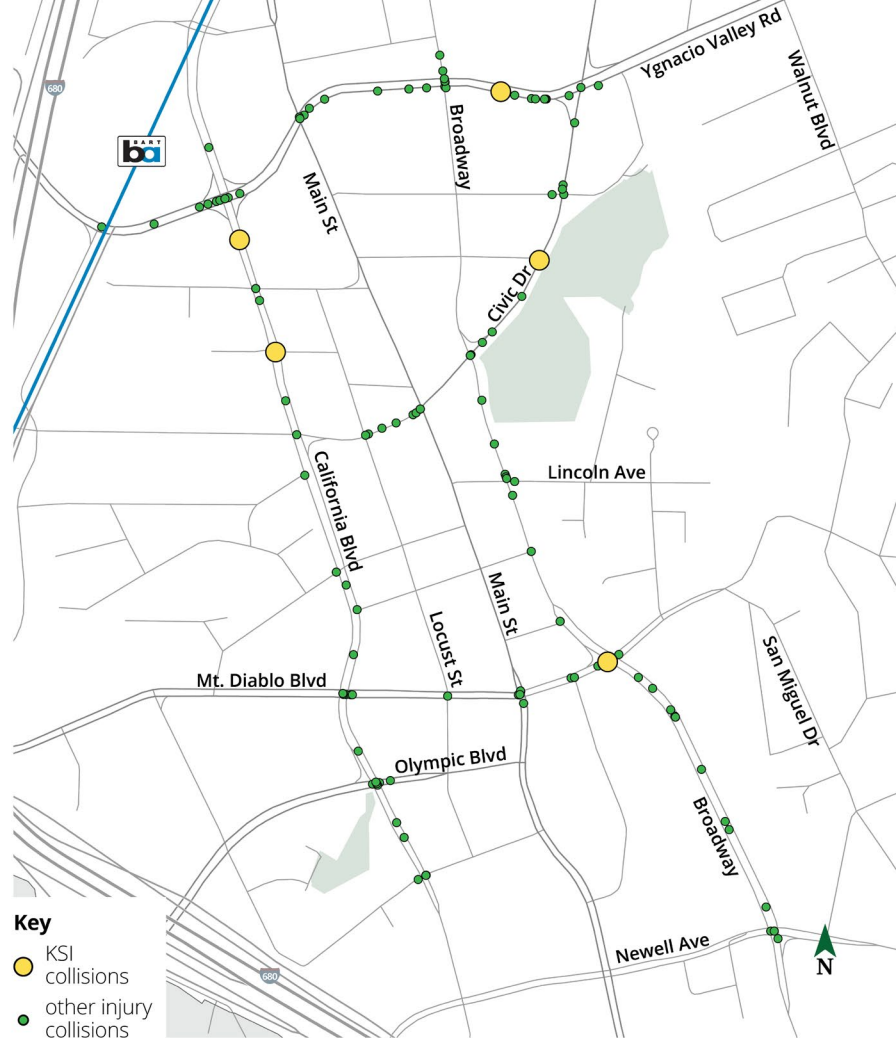 Ygnacio Valley Rd
Walnut Blvd
680
BART
ba
Broadway
Main St
Civic Dr
Lincoln Ave
California Blvd
Main St
Locust St
Mt. Diablo Blvd
San Miguel Dr
Olympic Blvd
Broadway
Newell Ave
N
680
Key
KSI
collisions
other injury
collisions